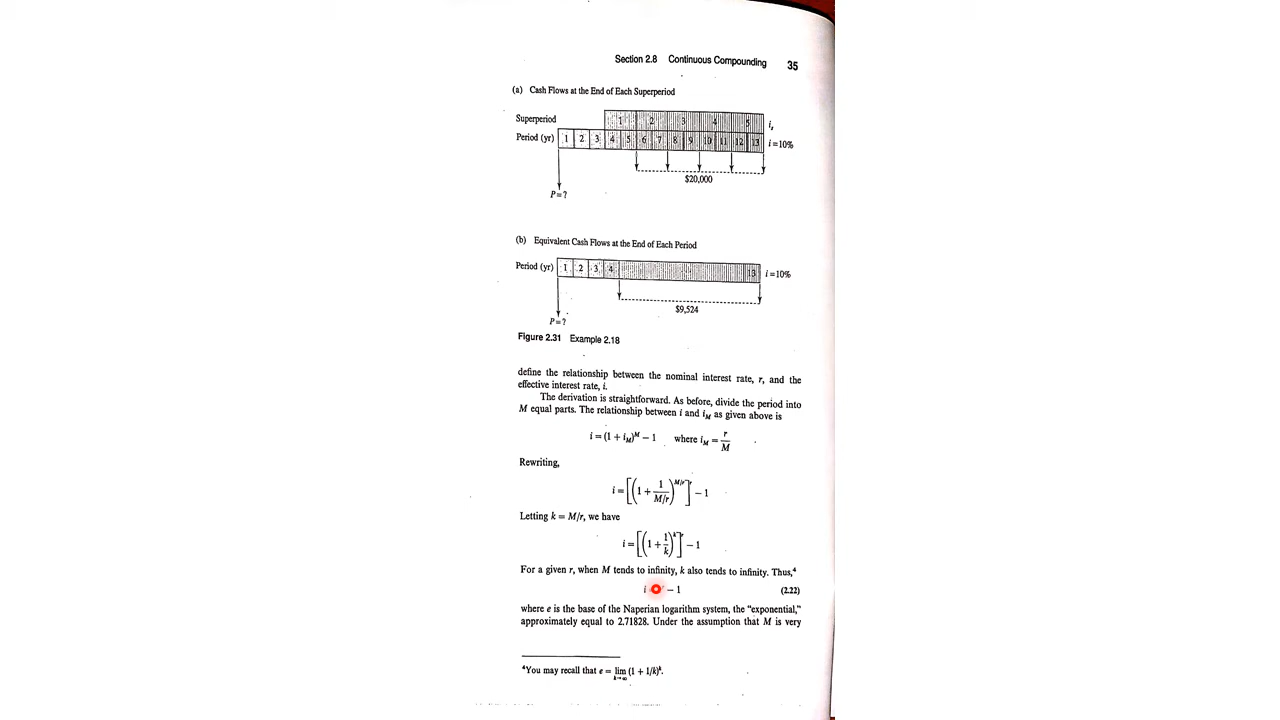 Section 2.8 Continuous Compounding 35
(a) Cash Flows at the End of Each Superperiod
Superperiod 1 2 3 4 5 i_s
Period (yr) 1 2 3 4 5 6 7 8 9 10 11 12 13 i = 10%
$20,000
P = ?
(b) Equivalent Cash Flows at the End of Each Period
Period (yr) 1 2 3 4 13 i = 10%
$9,524
P = ?
Figure 2.31 Example 2.18
define the relationship between the nominal interest rate, r, and the
effective interest rate, i.
The derivation is straightforward. As before, divide the period into
M equal parts. The relationship between i and i_M as given above is
i = (1 + i_M)^M − 1 where i_M = r/M
Rewriting,
i = [(1 + 1/(M/r))^(M/r)]^r − 1
Letting k = M/r, we have
i = [(1 + 1/k)^k]^r − 1
For a given r, when M tends to infinity, k also tends to infinity. Thus,⁴
i − 1 (2.22)
where e is the base of the Naperian logarithm system, the "exponential,"
approximately equal to 2.71828. Under the assumption that M is very
⁴You may recall that e = lim (1 + 1/k)^k.
k→∞